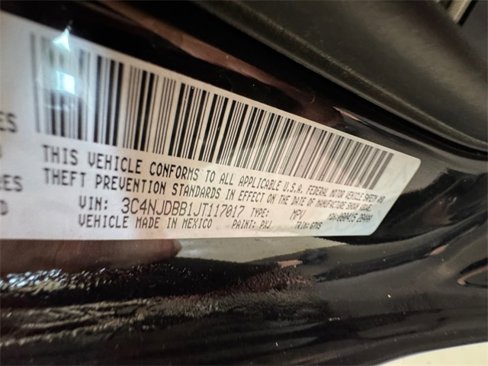 THIS VEHICLE CONFORMS TO ALL APPLICABLE U.S.A. FEDERAL MOTOR VEHICLE SAFETY AND
THEFT PREVENTION STANDARDS IN EFFECT ON THE DATE OF MANUFACTURE SHOWN ABOVE.
VIN: 3C4NJDBB1JT117017 TYPE: MPV
VEHICLE MADE IN MEXICO PAINT: PXJ TRIM: